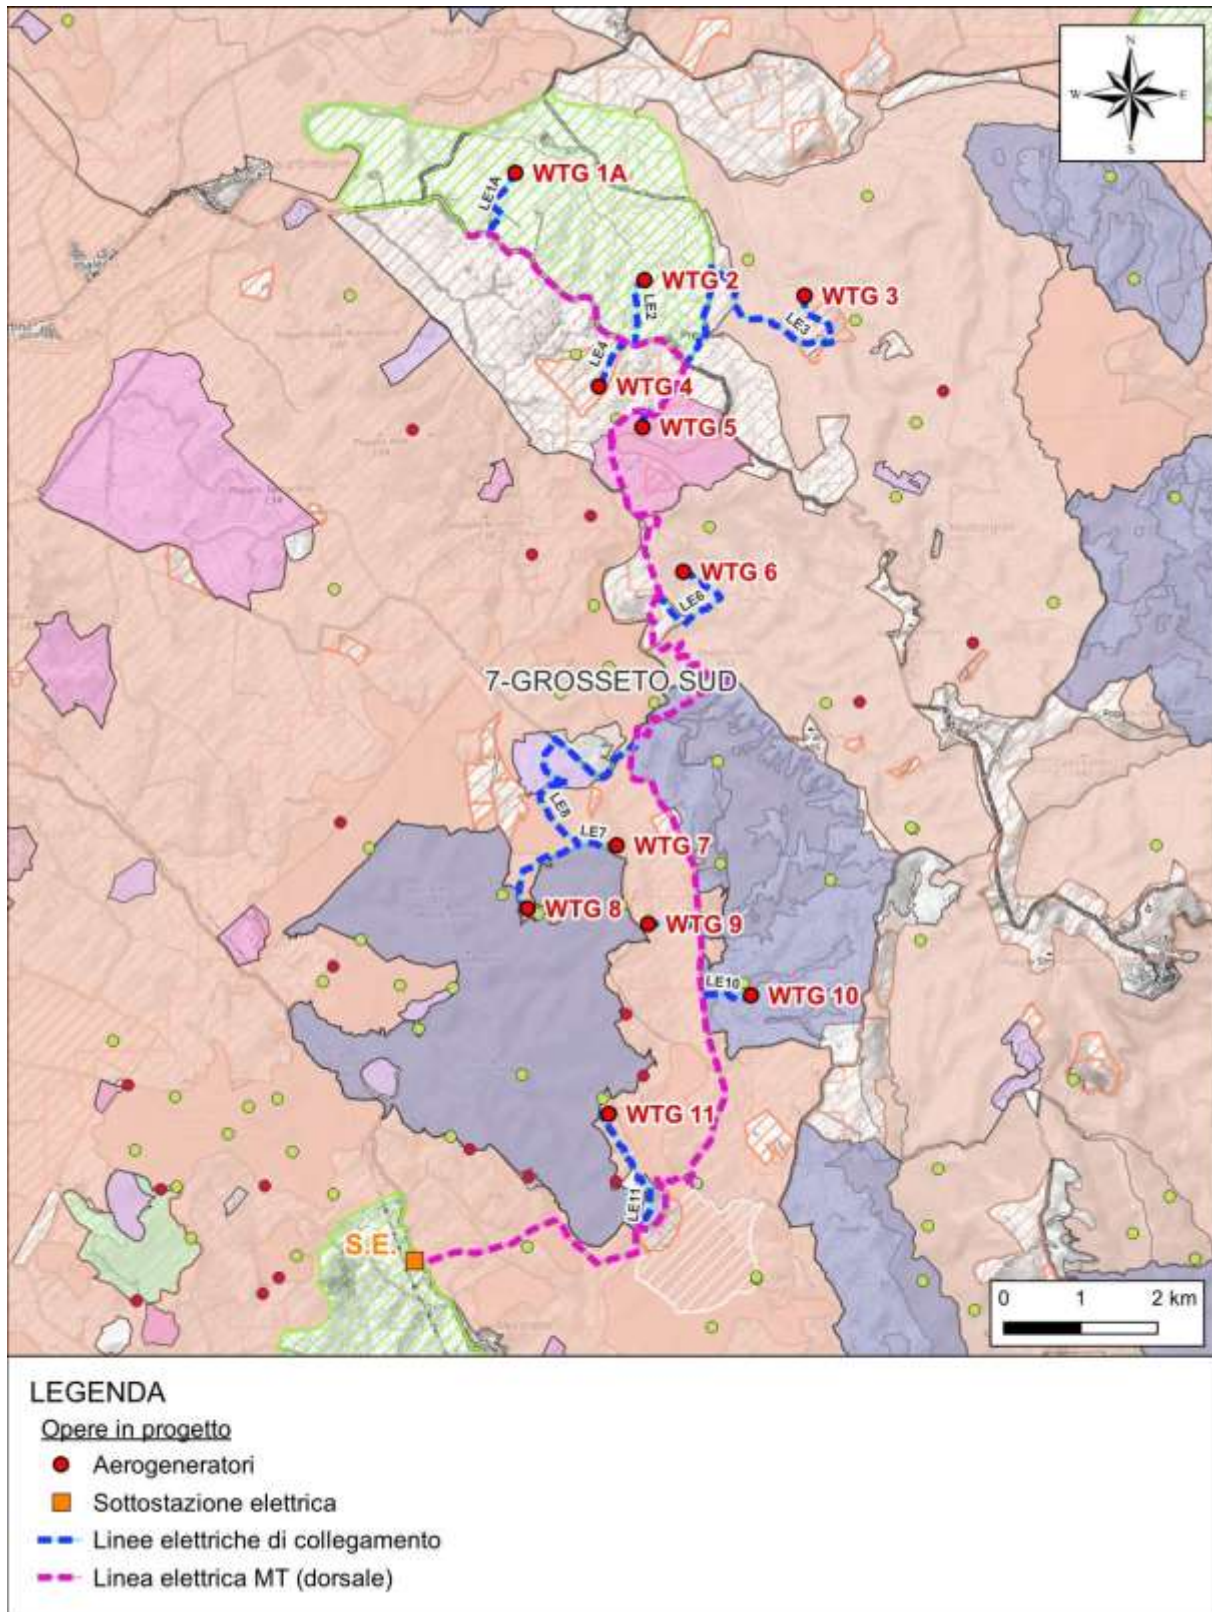 N
W E
S
WTG 1A
LE1A
WTG 2
LE2
WTG 3
LE3
LE4
WTG 4
WTG 5
WTG 6
LE6
7-GROSSETO SUD
LE8
LE7
WTG 7
WTG 8
WTG 9
LE10
WTG 10
WTG 11
LE11
S.E.
0 1 2 km
LEGENDA
Opere in progetto
Aerogeneratori
Sottostazione elettrica
Linee elettriche di collegamento
Linea elettrica MT (dorsale)